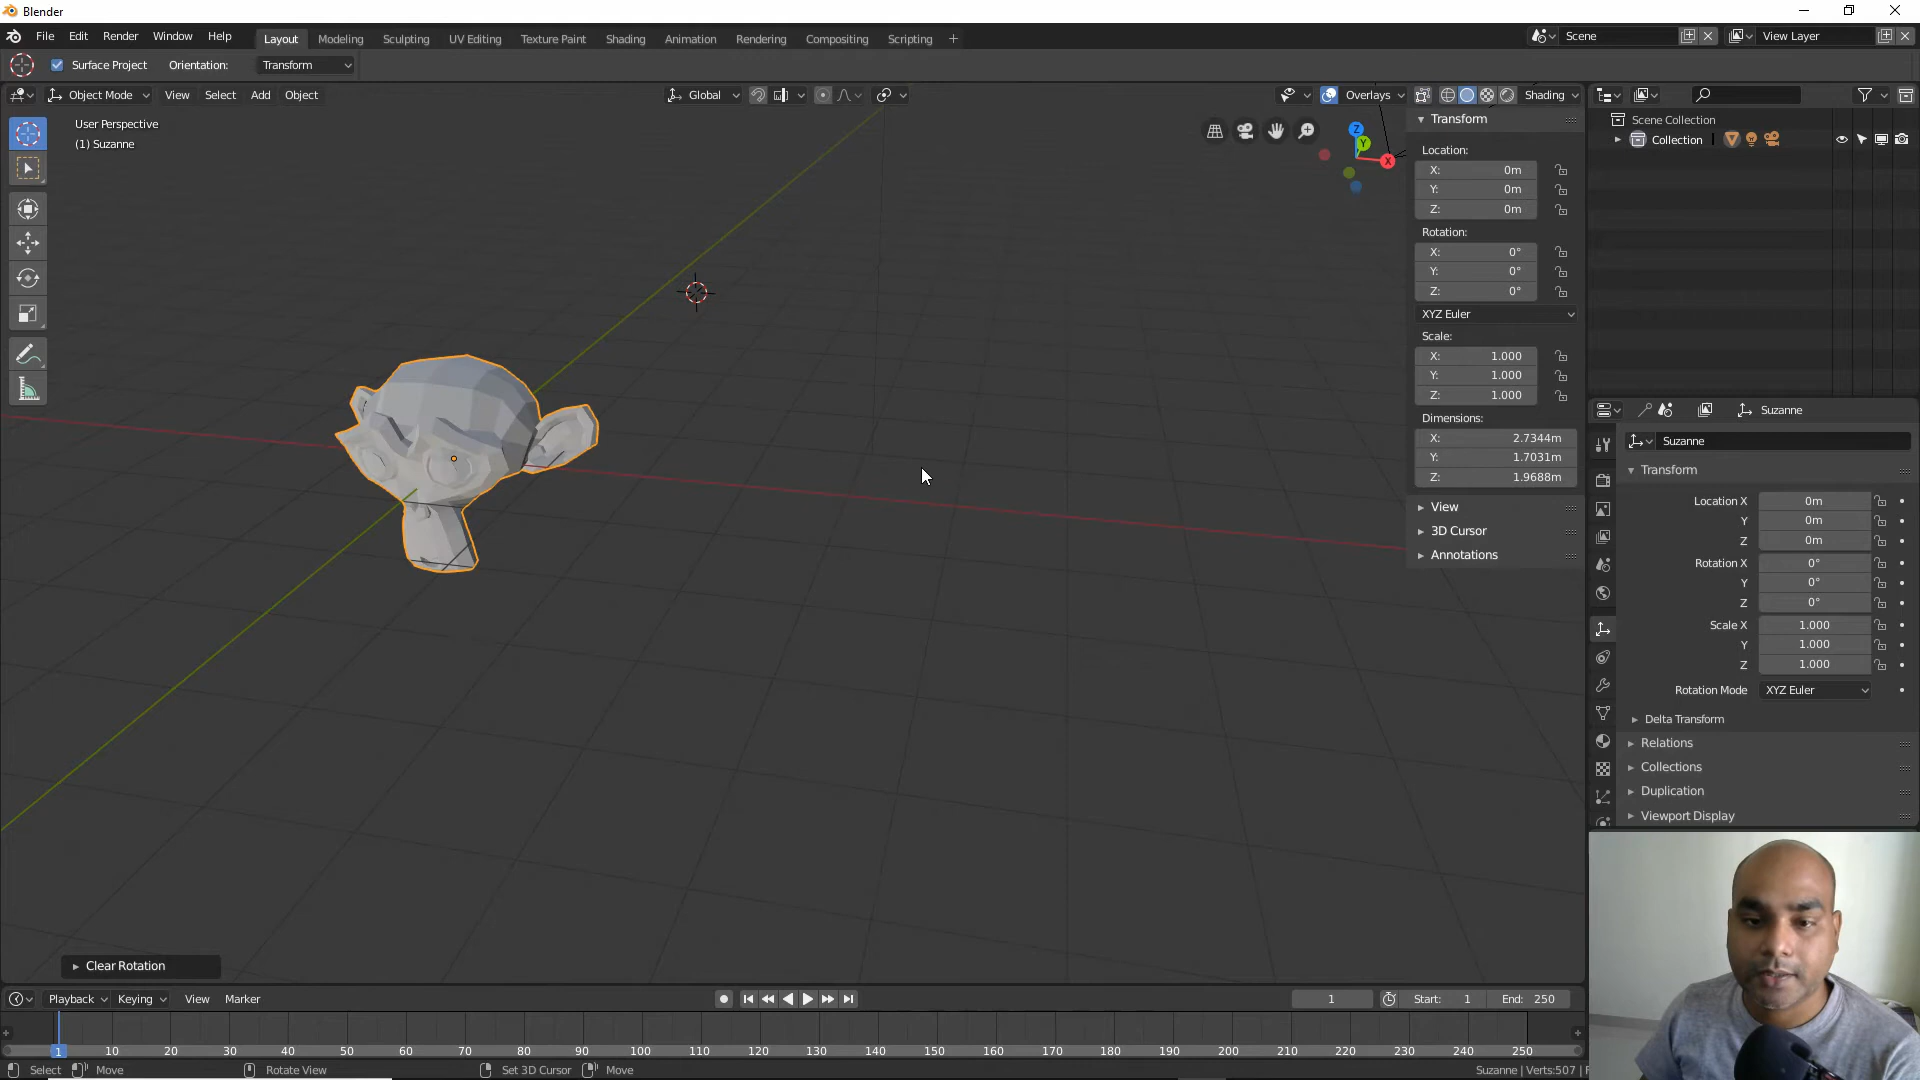 Blender
File Edit Render Window Help
Layout Modeling Sculpting UV Editing Texture Paint Shading Animation Rendering Compositing Scripting
Scene
View Layer
Surface Project Orientation: Transform
Object Mode View Select Add Object
Global
Overlays
Shading
User Perspective
(1) Suzanne
Z
Y
X
Transform
Location:
X: 0m
Y: 0m
Z: 0m
Rotation:
X: 0°
Y: 0°
Z: 0°
XYZ Euler
Scale:
X: 1.000
Y: 1.000
Z: 1.000
Dimensions:
X: 2.7344m
Y: 1.7031m
Z: 1.9688m
View
3D Cursor
Annotations
Scene Collection
Collection
Suzanne
Suzanne
Transform
Location X 0m
Y 0m
Z 0m
Rotation X 0°
Y 0°
Z 0°
Scale X 1.000
Y 1.000
Z 1.000
Rotation Mode XYZ Euler
Delta Transform
Relations
Collections
Duplication
Viewport Display
Clear Rotation
Playback Keying View Marker
1
Start: 1
End: 250
1 10 20 30 40 50 60 70 80 90 100 110 120 130 140 150 160 170 180 190 200 210 220 230 240 250
Select Move Rotate View Set 3D Cursor Move
Suzanne | Verts:507 | F